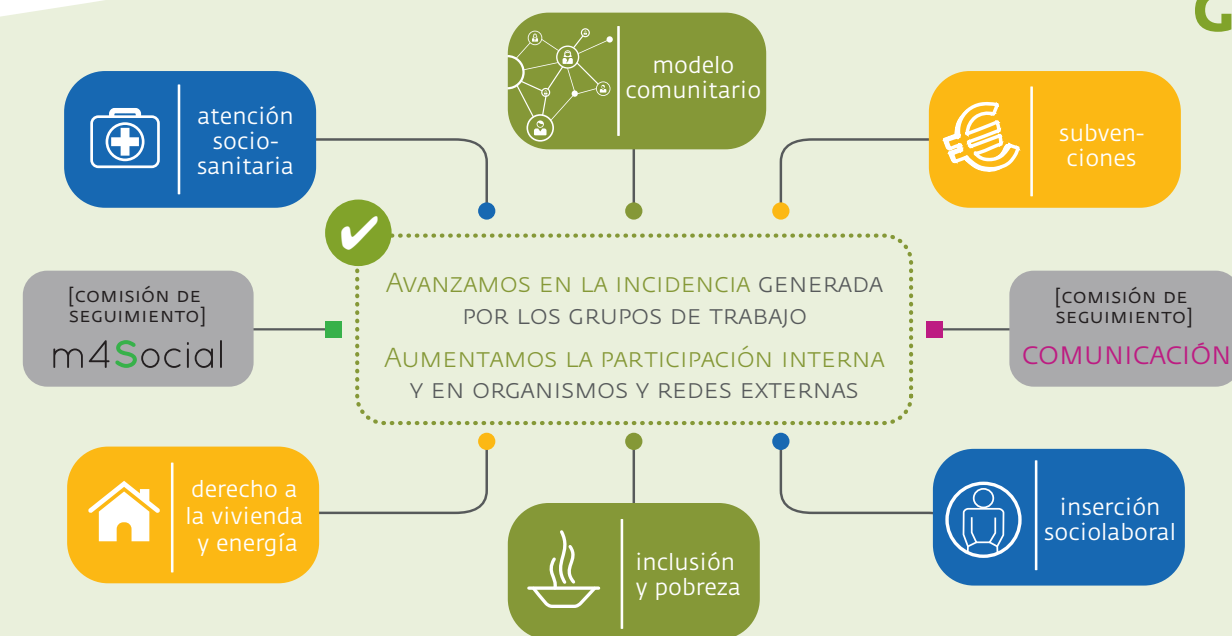 G
modelo
comunitario
atención
socio-
sanitaria
subven-
ciones
AVANZAMOS EN LA INCIDENCIA GENERADA
POR LOS GRUPOS DE TRABAJO
AUMENTAMOS LA PARTICIPACIÓN INTERNA
Y EN ORGANISMOS Y REDES EXTERNAS
[COMISIÓN DE
SEGUIMIENTO]
m4Social
[COMISIÓN DE
SEGUIMIENTO]
COMUNICACIÓN
derecho a
la vivienda
y energía
inclusión
y pobreza
inserción
sociolaboral